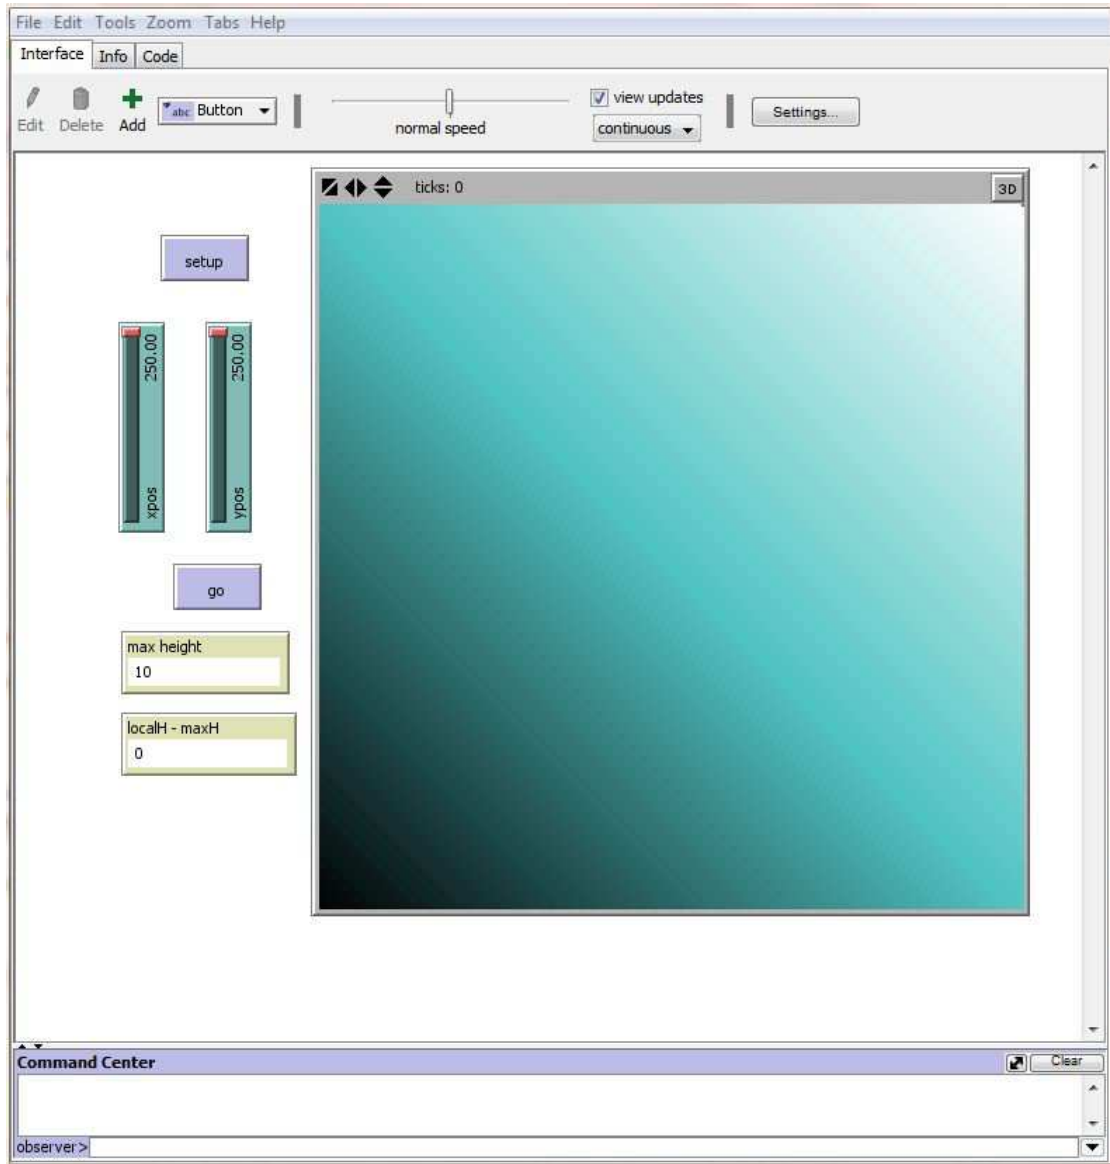 File Edit Tools Zoom Tabs Help
Interface Info Code
Edit Delete Add abc Button normal speed view updates continuous Settings...
ticks: 0 3D
setup
xpos 250.00
ypos 250.00
go
max height
10
localH - maxH
0
Command Center Clear
observer>